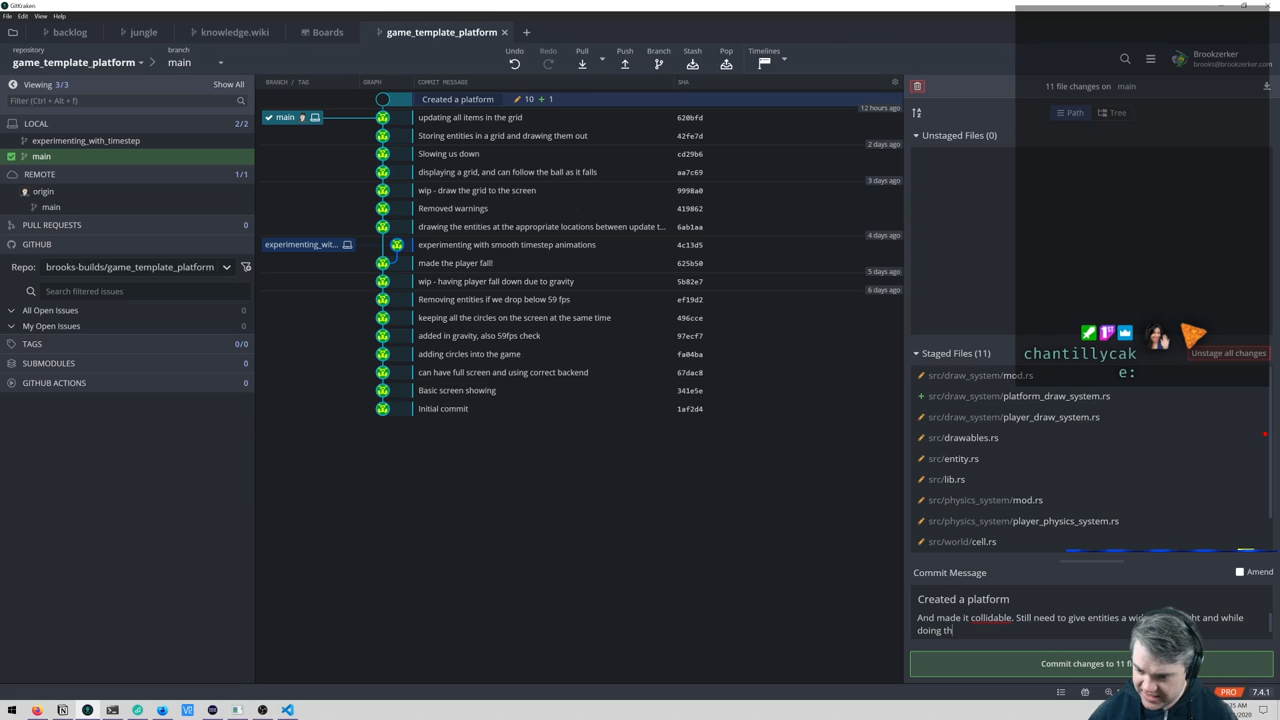 GitKraken
File Edit View Help
backlog
jungle
knowledge.wiki
Boards
game_template_platform
repository
game_template_platform
branch
main
Undo
Redo
Pull
Push
Branch
Stash
Pop
Timelines
Brookzerker
brooks@brookzerker.com
Viewing 3/3
Show All
Filter (Ctrl + Alt + f)
LOCAL 2/2
experimenting_with_timestep
main
REMOTE 1/1
origin
main
PULL REQUESTS 0
GITHUB 0
Repo: brooks-builds/game_template_platform
Search filtered issues
All Open Issues 0
My Open Issues 0
TAGS 0/0
SUBMODULES 0
GITHUB ACTIONS 0
BRANCH / TAG GRAPH COMMIT MESSAGE SHA
Created a platform 10 + 1
12 hours ago
main updating all items in the grid 620bfd
Storing entities in a grid and drawing them out 42fe7d
2 days ago
Slowing us down cd29b6
displaying a grid, and can follow the ball as it falls aa7c69
3 days ago
wip - draw the grid to the screen 9998a0
Removed warnings 419862
drawing the entities at the appropriate locations between update t... 6ab1aa
4 days ago
experimenting_wit... experimenting with smooth timestep animations 4c13d5
made the player fall! 625b50
5 days ago
wip - having player fall down due to gravity 5b82e7
6 days ago
Removing entities if we drop below 59 fps ef19d2
keeping all the circles on the screen at the same time 496cce
added in gravity, also 59fps check 97ecf7
adding circles into the game fa04ba
can have full screen and using correct backend 67dac8
Basic screen showing 341e5e
Initial commit 1af2d4
11 file changes on main
Path Tree
Unstaged Files (0)
chantillycak
e:
Staged Files (11)
Unstage all changes
src/draw_system/mod.rs
src/draw_system/platform_draw_system.rs
src/draw_system/player_draw_system.rs
src/drawables.rs
src/entity.rs
src/lib.rs
src/physics_system/mod.rs
src/physics_system/player_physics_system.rs
src/world/cell.rs
Commit Message
Amend
Created a platform
And made it collidable. Still need to give entities a and while
doing th
Commit changes to 11
PRO 7.4.1